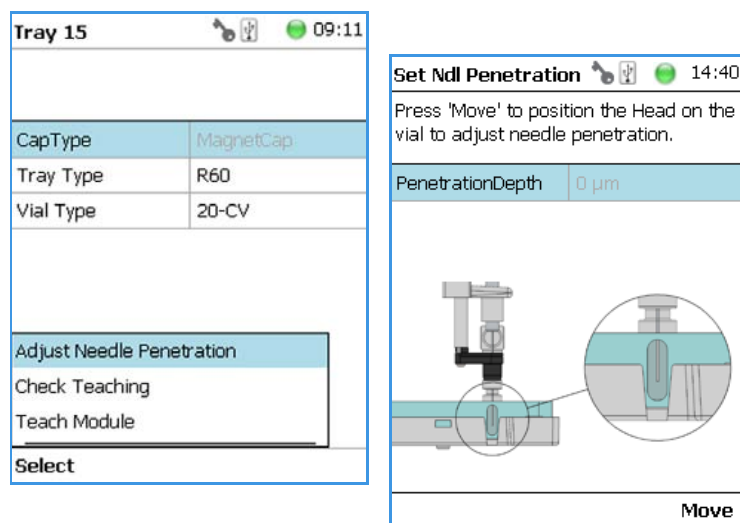 Tray 15 09:11
CapType MagnetCap
Tray Type R60
Vial Type 20-CV
Adjust Needle Penetration
Check Teaching
Teach Module
Select
Set Ndl Penetration 14:40
Press 'Move' to position the Head on the
vial to adjust needle penetration.
PenetrationDepth 0 µm
Move